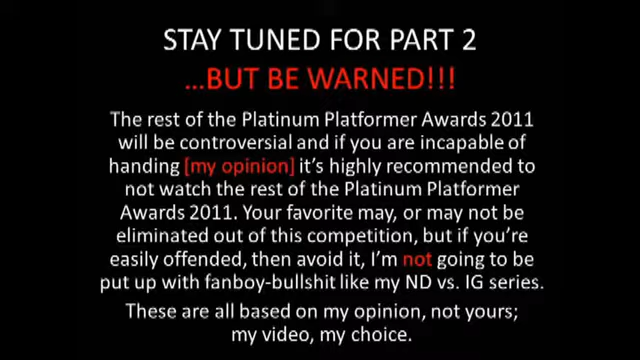 STAY TUNED FOR PART 2
...BUT BE WARNED!!!
The rest of the Platinum Platformer Awards 2011
will be controversial and if you are incapable of
handing [my opinion] it's highly recommended to
not watch the rest of the Platinum Platformer
Awards 2011. Your favorite may, or may not be
eliminated out of this competition, but if you're
easily offended, then avoid it, I'm not going to be
put up with fanboy-bullshit like my ND vs. IG series.
These are all based on my opinion, not yours;
my video, my choice.